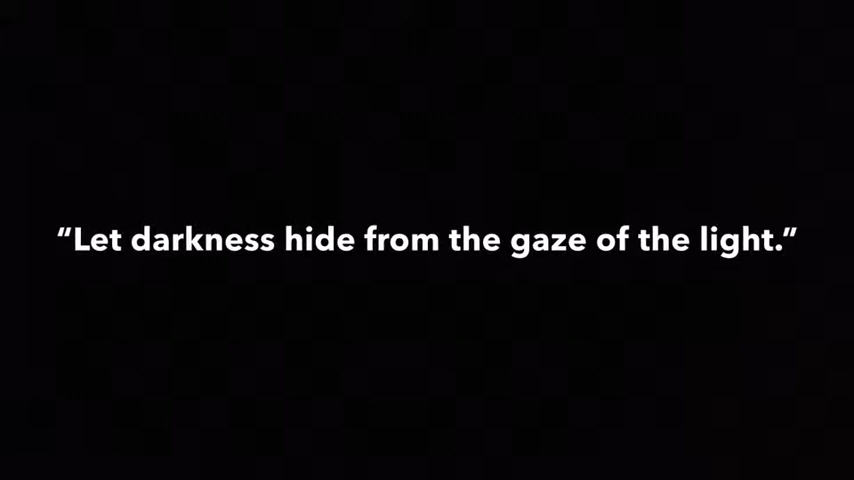 “Let darkness hide from the gaze of the light.”